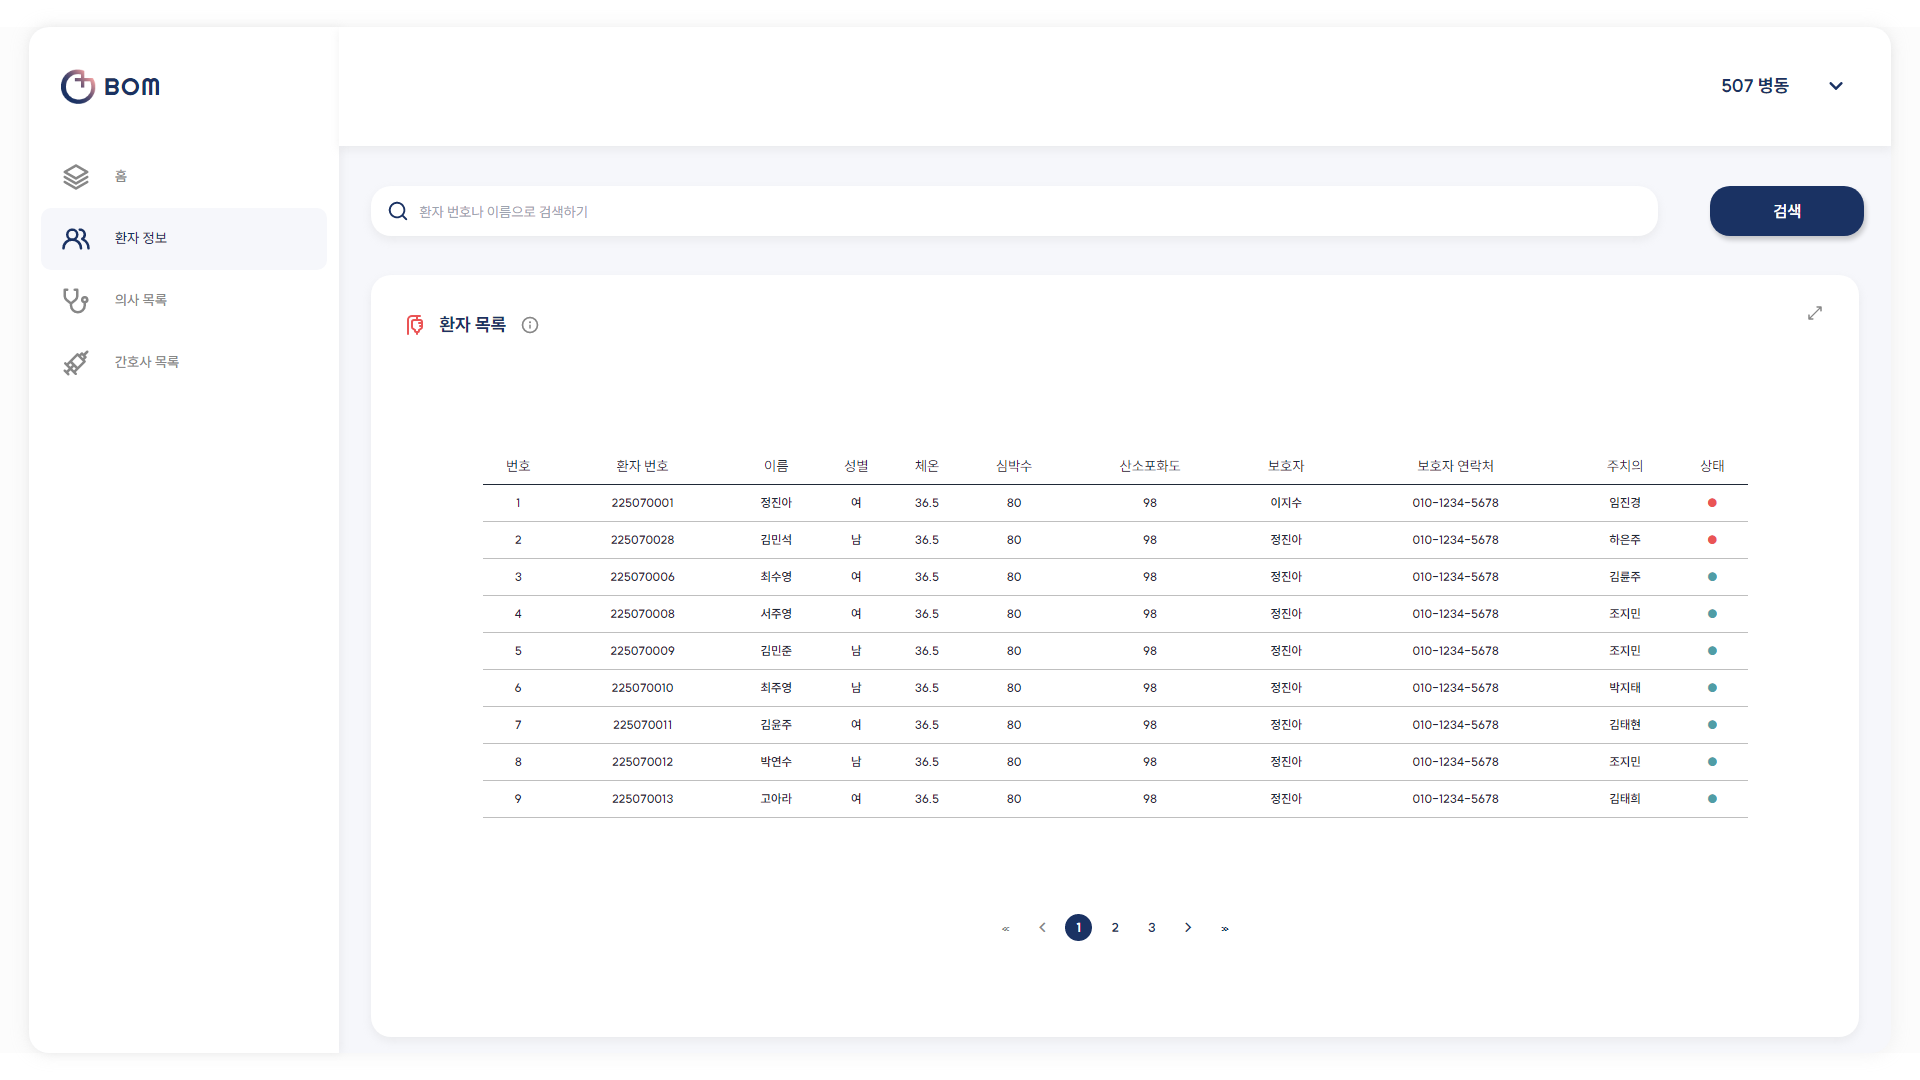 BOM
507 병동
홈
환자 정보
의사 목록
간호사 목록
환자 번호나 이름으로 검색하기
검색
환자 목록
번호 환자 번호 이름 성별 체온 심박수 산소포화도 보호자 보호자 연락처 주치의 상태
1 225070001 정진아 여 36.5 80 98 이지수 010-1234-5678 임진경
2 225070028 김민석 남 36.5 80 98 정진아 010-1234-5678 하은주
3 225070006 최수영 여 36.5 80 98 정진아 010-1234-5678 김륜주
4 225070008 서주영 여 36.5 80 98 정진아 010-1234-5678 조지민
5 225070009 김민준 남 36.5 80 98 정진아 010-1234-5678 조지민
6 225070010 최주영 남 36.5 80 98 정진아 010-1234-5678 박지태
7 225070011 김윤주 여 36.5 80 98 정진아 010-1234-5678 김태현
8 225070012 박연수 남 36.5 80 98 정진아 010-1234-5678 조지민
9 225070013 고아라 여 36.5 80 98 정진아 010-1234-5678 김태희
« < 1 2 3 > »